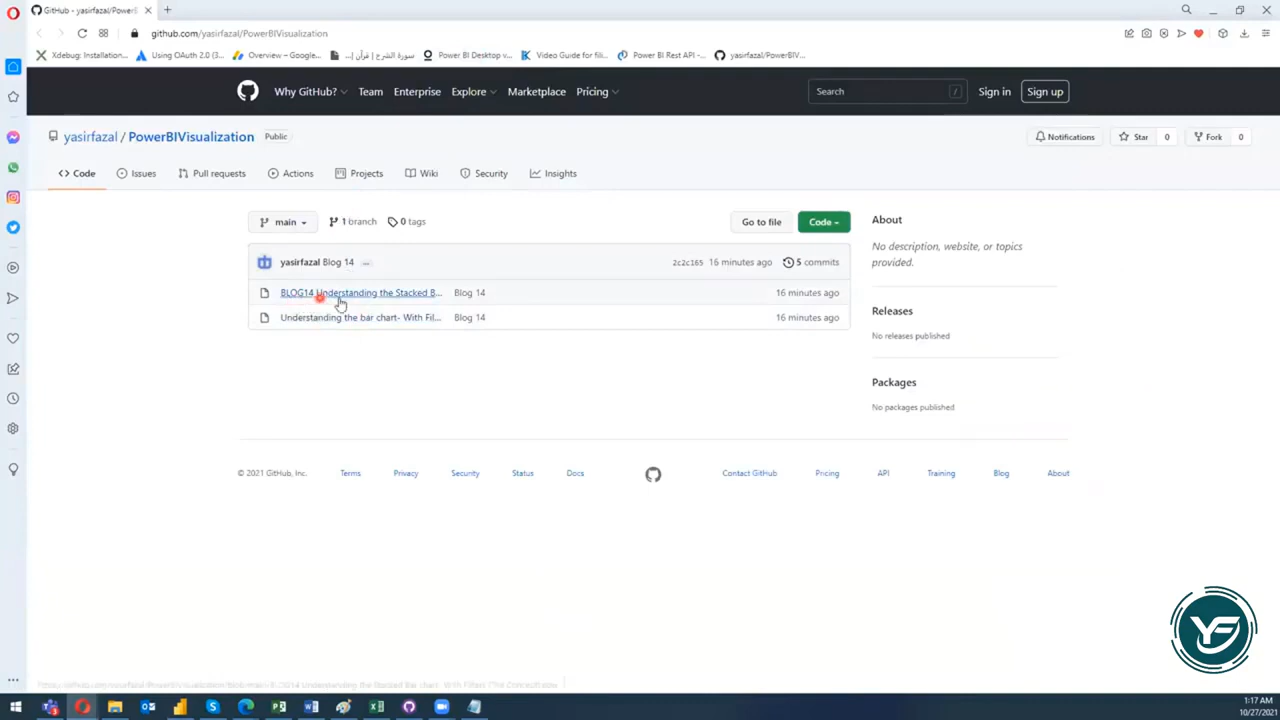 GitHub - yasirfazal/PowerBI
github.com/yasirfazal/PowerBIVisualization
Xdebug: Installation...
Using OAuth 2.0 (3...
Overview – Google...
سورة الشرح | قرآن | ...
Power BI Desktop v...
Video Guide for fili...
Power BI Rest API -...
yasirfazal/PowerBIV...
Why GitHub?
Team
Enterprise
Explore
Marketplace
Pricing
Search
/
Sign in
Sign up
yasirfazal / PowerBIVisualization
Public
Notifications
Star 0
Fork 0
Code
Issues
Pull requests
Actions
Projects
Wiki
Security
Insights
main
1 branch
0 tags
Go to file
Code
About
No description, website, or topics
provided.
yasirfazal Blog 14 ...
2c2c165 16 minutes ago
5 commits
BLOG14 Understanding the Stacked B...
Blog 14
16 minutes ago
Understanding the bar chart- With Fil...
Blog 14
16 minutes ago
Releases
No releases published
Packages
No packages published
© 2021 GitHub, Inc.
Terms
Privacy
Security
Status
Docs
Contact GitHub
Pricing
API
Training
Blog
About
YF
1:17 AM
10/27/2021